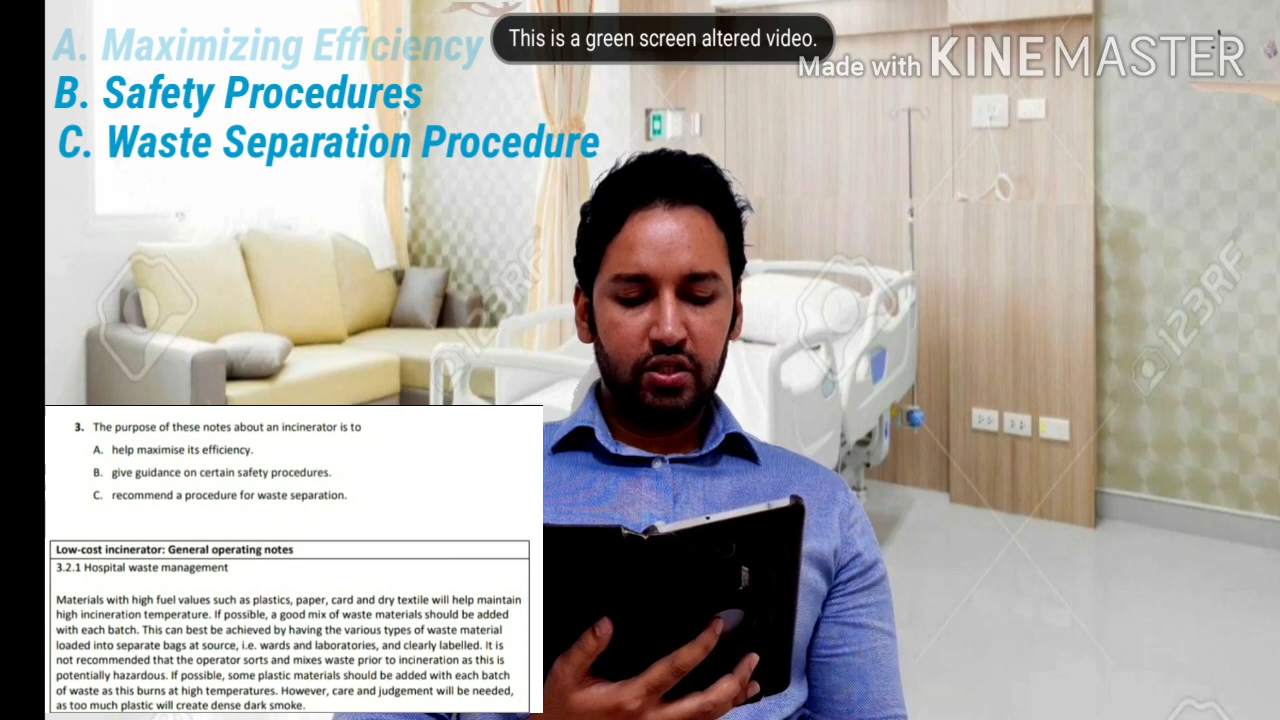 A. Maximizing Efficiency
This is a green screen altered video.
Made with KINEMASTER
B. Safety Procedures
C. Waste Separation Procedure
123RF
123RF
3. The purpose of these notes about an incinerator is to
A. help maximise its efficiency.
B. give guidance on certain safety procedures.
C. recommend a procedure for waste separation.
Low-cost incinerator: General operating notes
3.2.1 Hospital waste management
Materials with high fuel values such as plastics, paper, card and dry textile will help maintain
high incineration temperature. If possible, a good mix of waste materials should be added
with each batch. This can best be achieved by having the various types of waste material
loaded into separate bags at source, i.e. wards and laboratories, and clearly labelled. It is
not recommended that the operator sorts and mixes waste prior to incineration as this is
potentially hazardous. If possible, some plastic materials should be added with each batch
of waste as this burns at high temperatures. However, care and judgement will be needed,
as too much plastic will create dense dark smoke.